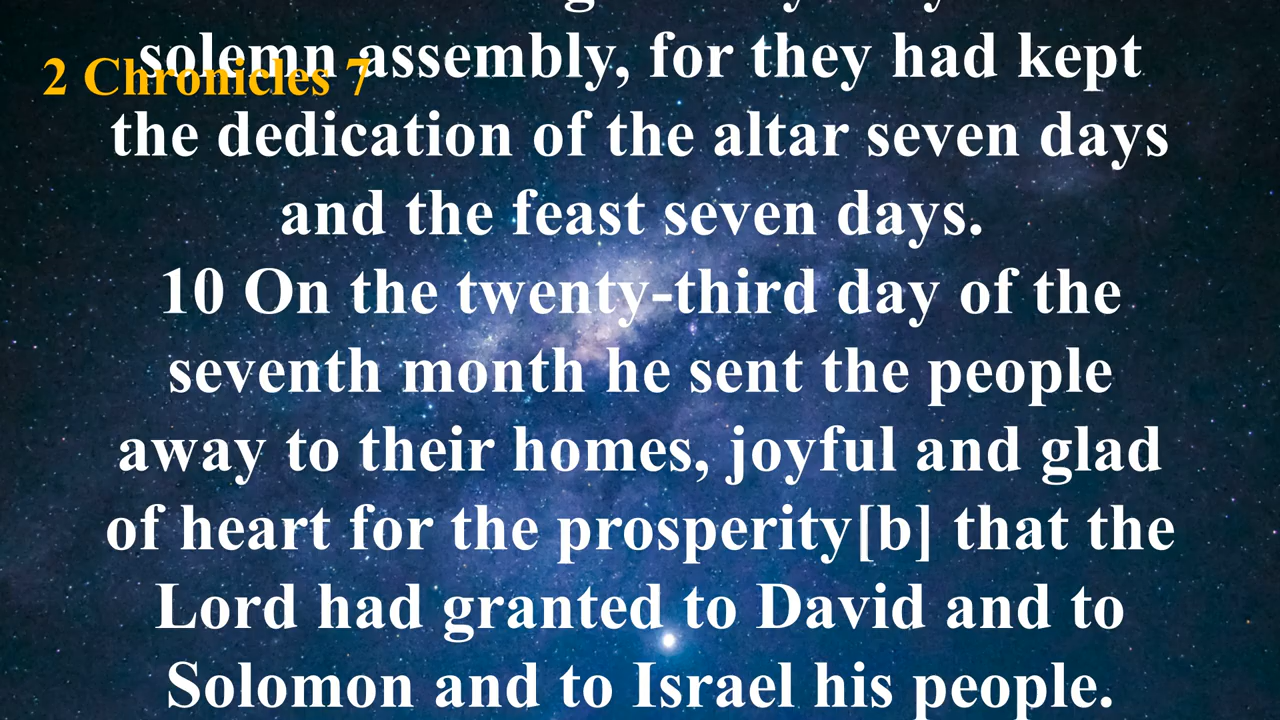 solemn assembly, for they had kept
2 Chronicles 7
the dedication of the altar seven days
and the feast seven days.
10 On the twenty-third day of the
seventh month he sent the people
away to their homes, joyful and glad
of heart for the prosperity[b] that the
Lord had granted to David and to
Solomon and to Israel his people.